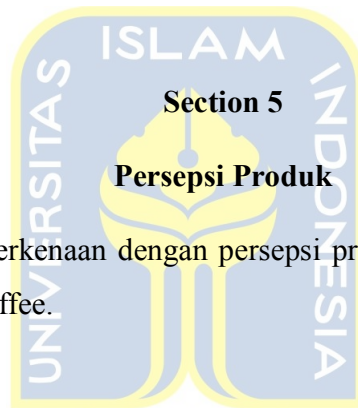 ISLAM
UNIVERSITAS
INDONESIA
Section 5
Persepsi Produk
erkenaan dengan persepsi pr
ffee.